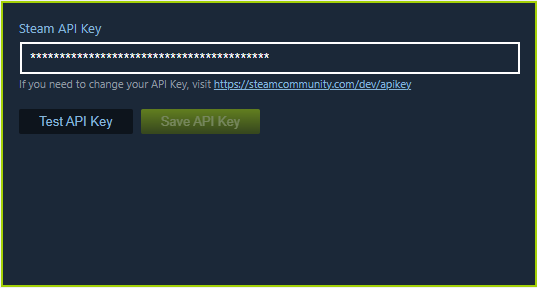 Steam API Key
*****************************************
If you need to change your API Key, visit https://steamcommunity.com/dev/apikey
Test API Key
Save API Key